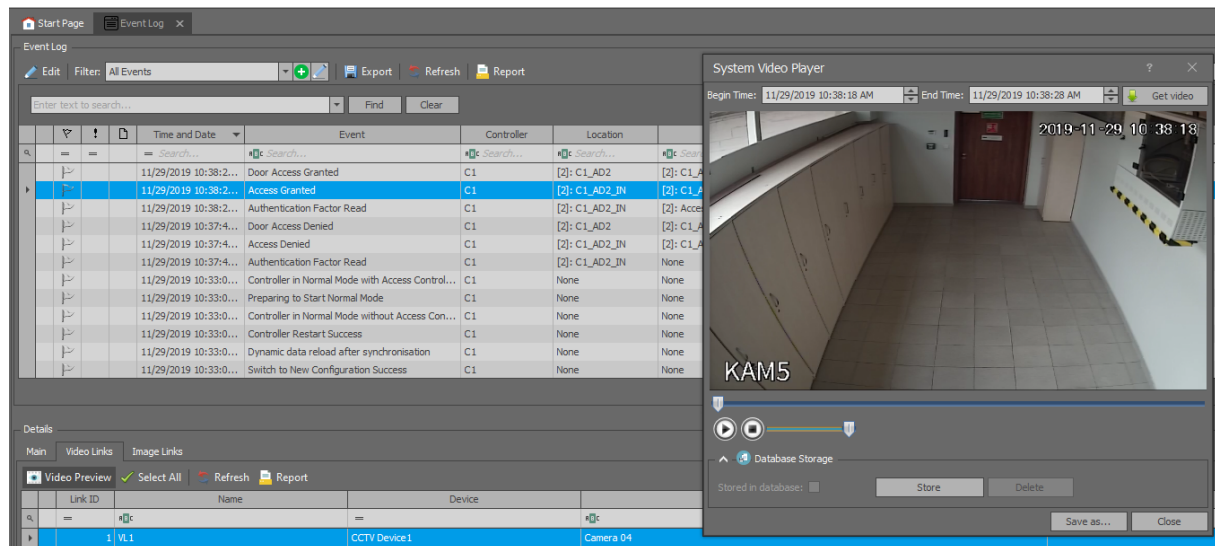 Start Page Event Log ×
Event Log
Edit Filter: All Events Export Refresh Report
Enter text to search... Find Clear
! Time and Date Event Controller Location
= = = Search... Search... Search... Search...
11/29/2019 10:38:2... Door Access Granted C1 [2]: C1_AD2
11/29/2019 10:38:2... Access Granted C1 [2]: C1_AD2_IN
11/29/2019 10:38:2... Authentication Factor Read C1 [2]: C1_AD2_IN [2]: Acce
11/29/2019 10:37:4... Door Access Denied C1 [2]: C1_AD2
11/29/2019 10:37:4... Access Denied C1 [2]: C1_AD2_IN
11/29/2019 10:37:4... Authentication Factor Read C1 [2]: C1_AD2_IN None
11/29/2019 10:33:0... Controller in Normal Mode with Access Control... C1 None None
11/29/2019 10:33:0... Preparing to Start Normal Mode C1 None None
11/29/2019 10:33:0... Controller in Normal Mode without Access Con... C1 None None
11/29/2019 10:33:0... Controller Restart Success C1 None None
11/29/2019 10:33:0... Dynamic data reload after synchronisation C1 None None
11/29/2019 10:33:0... Switch to New Configuration Success C1 None None
Details
Main Video Links Image Links
Video Preview Select All Refresh Report
Link ID Name Device
= =
1 VL1 CCTV Device1 Camera 04
System Video Player ? ×
Begin Time: 11/29/2019 10:38:18 AM End Time: 11/29/2019 10:38:28 AM Get video
2019-11-29 10 38 18
KAM5
Database Storage
Stored in database: Store Delete
Save as... Close